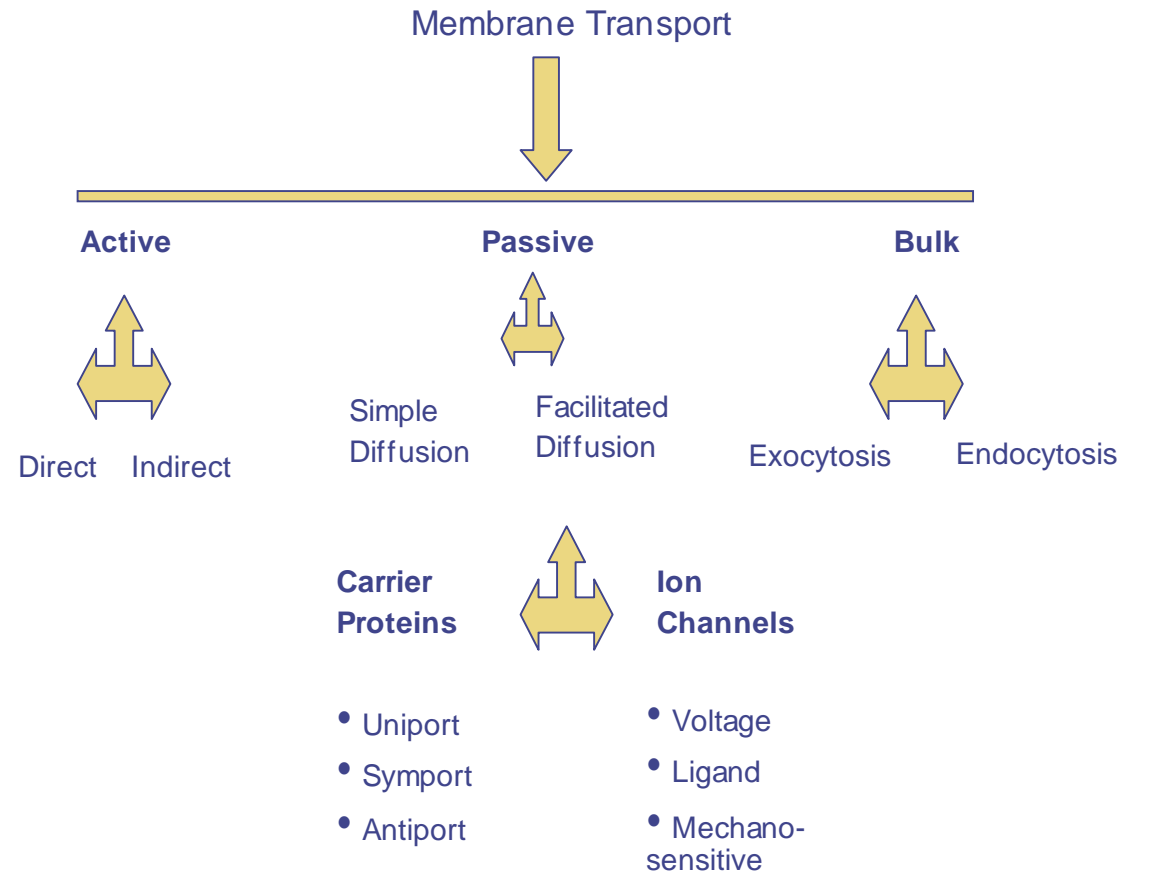 Membrane Transport
Active
Passive
Bulk
Direct
Indirect
Simple
Diffusion
Facilitated
Diffusion
Exocytosis
Endocytosis
Carrier
Proteins
Ion
Channels
• Uniport
• Symport
• Antiport
• Voltage
• Ligand
• Mechano-
sensitive